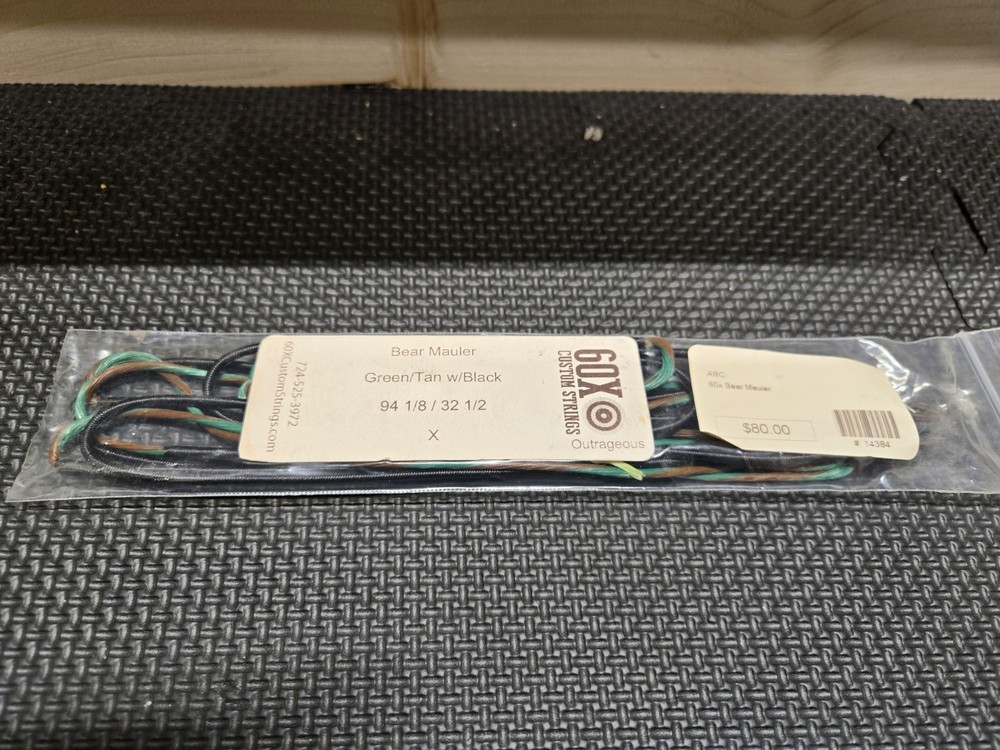 Bear Mauler
Green/Tan w/Black
94 1/8 / 32 1/2
X
724-525-3972
60XCustomStrings.com
60X
CUSTOM STRINGS
Outrageous
ARC
60x Bear Mauler
$80.00
# 14384